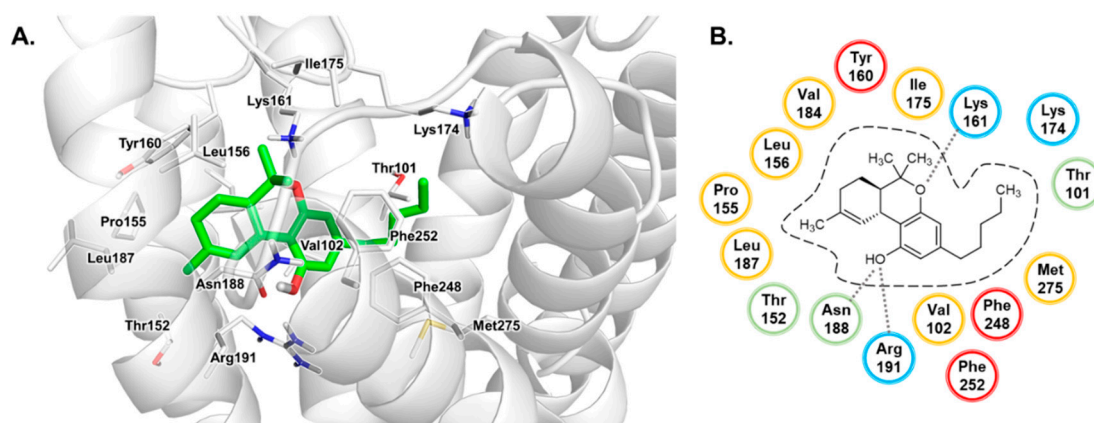 A.
Ile175
Lys161
Lys174
Tyr160
Leu156
Thr101
Pro155
Phe252
Val102
Leu187
Asn188
Phe248
Thr152
Met275
Arg191
B.
Tyr
160
Val
184
Ile
175
Lys
161
Lys
174
Leu
156
Thr
101
Pro
155
H₃C
CH₃
O
CH₃
H₃C
Leu
187
HO
Met
275
Thr
152
Asn
188
Val
102
Phe
248
Arg
191
Phe
252